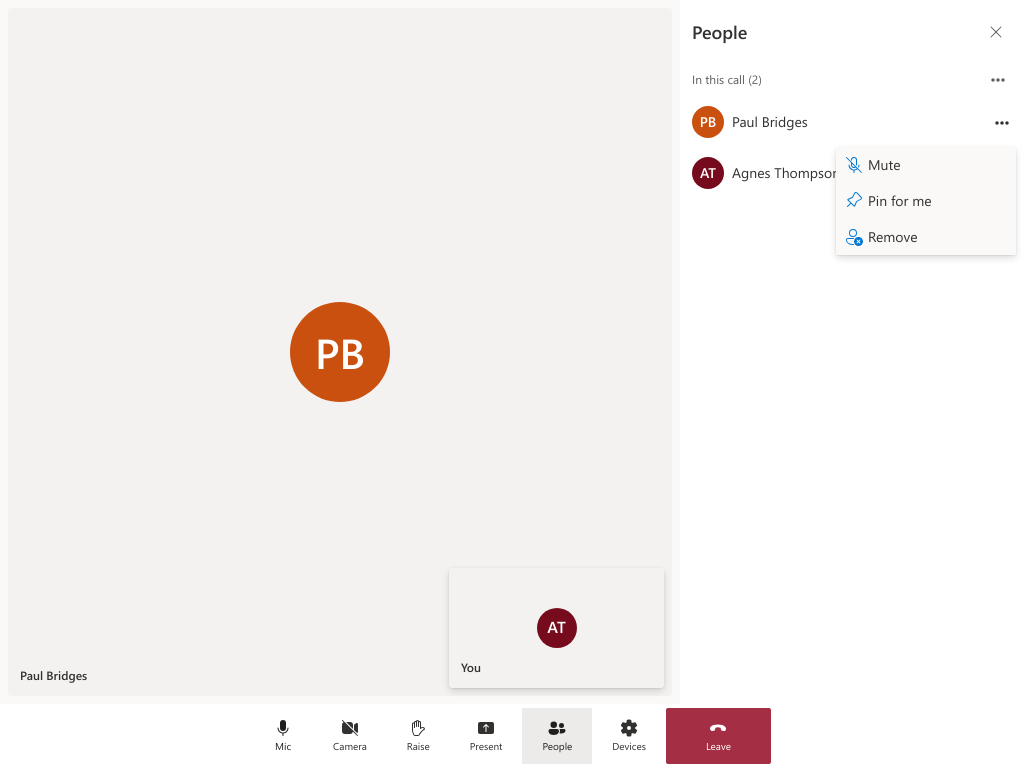 People
In this call (2)
PB Paul Bridges
AT Agnes Thompson
Mute
Pin for me
Remove
PB
AT
You
Paul Bridges
Mic
Camera
Raise
Present
People
Devices
Leave